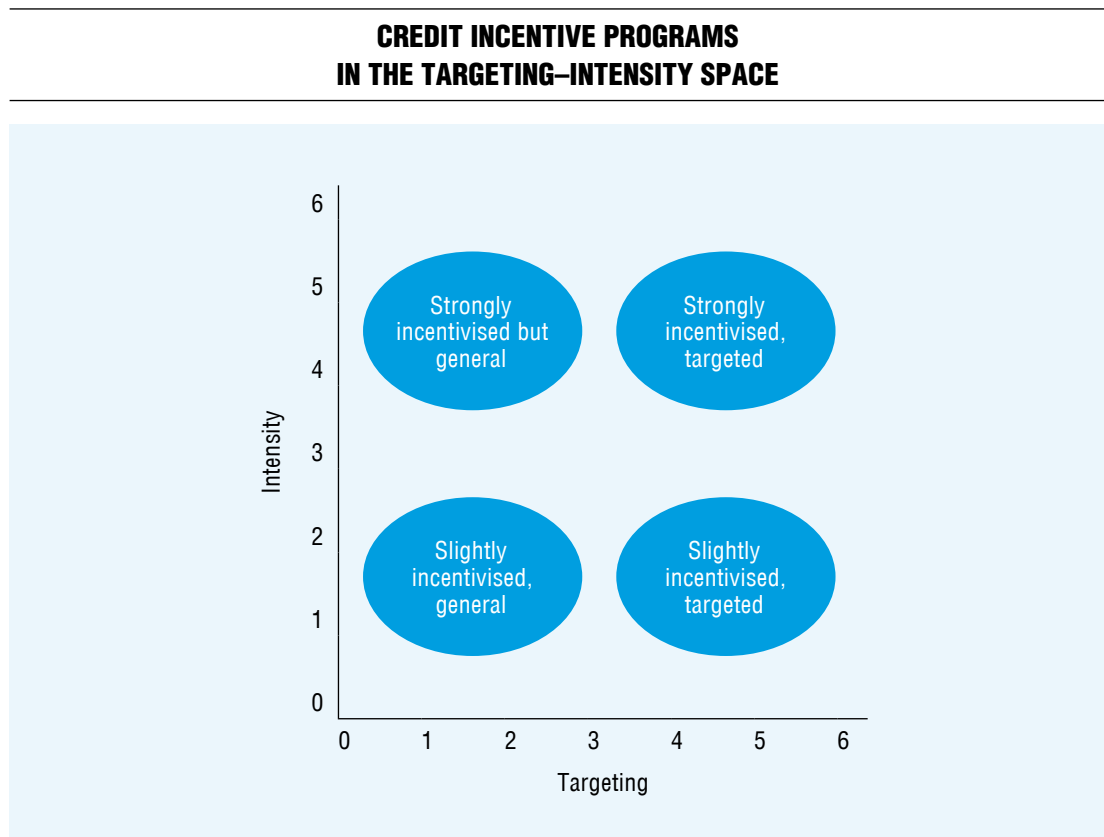 CREDIT INCENTIVE PROGRAMS
IN THE TARGETING–INTENSITY SPACE
6
5
4
3
2
1
0
Intensity
Strongly
incentivised but
general
Strongly
incentivised,
targeted
Slightly
incentivised,
general
Slightly
incentivised,
targeted
0 1 2 3 4 5 6
Targeting